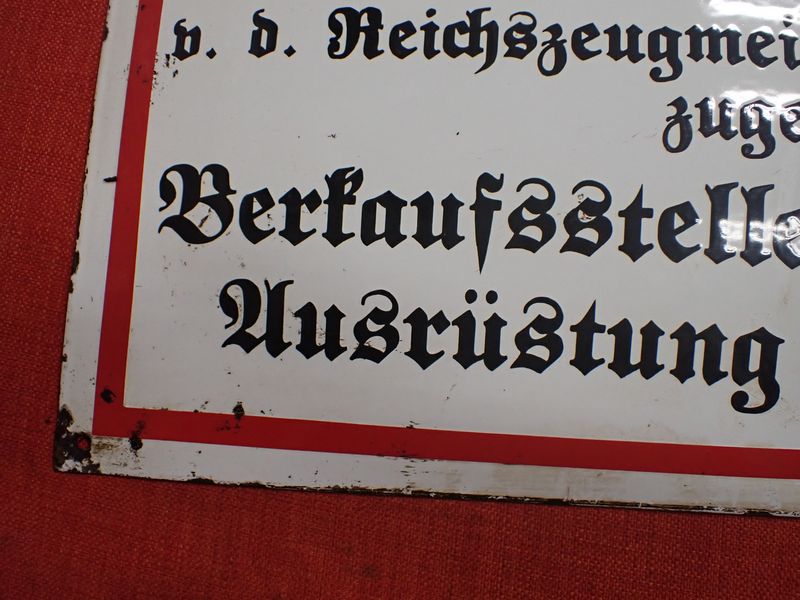 v. d. Reichszeugmei
zuge
Verkaufsstelle
Ausrüstung